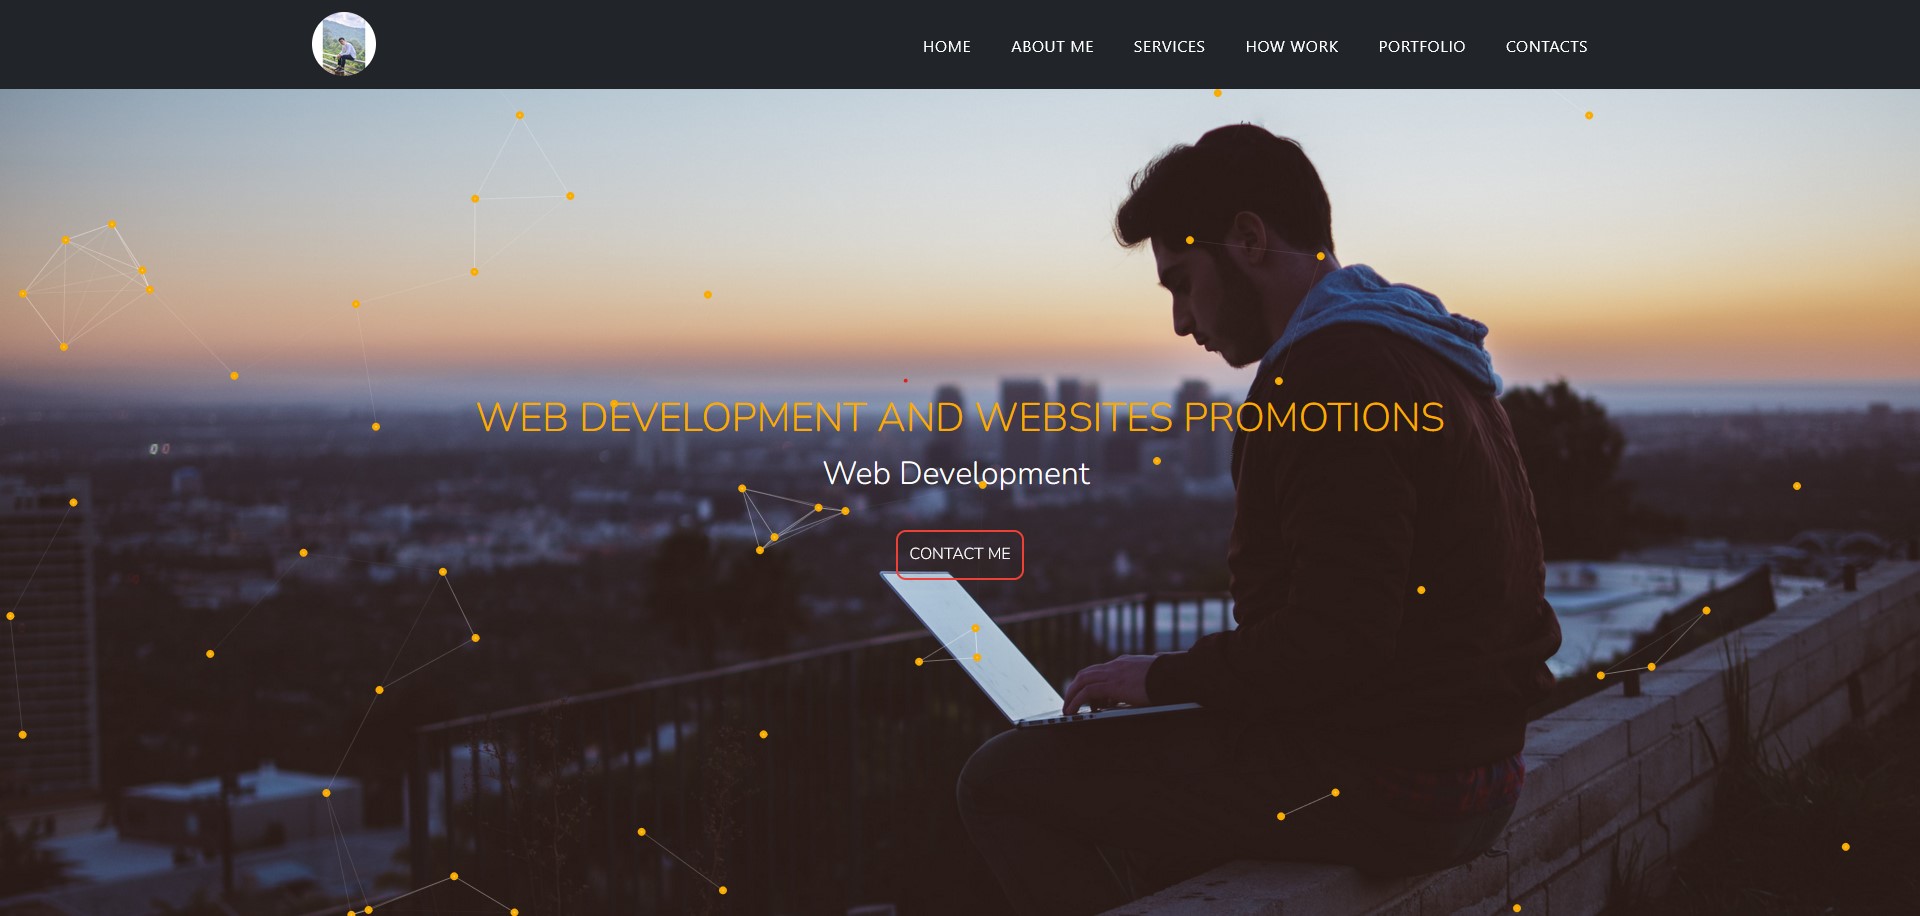 HOME ABOUT ME SERVICES HOW WORK PORTFOLIO CONTACTS
WEB DEVELOPMENT AND WEBSITES PROMOTIONS
Web Development
CONTACT ME